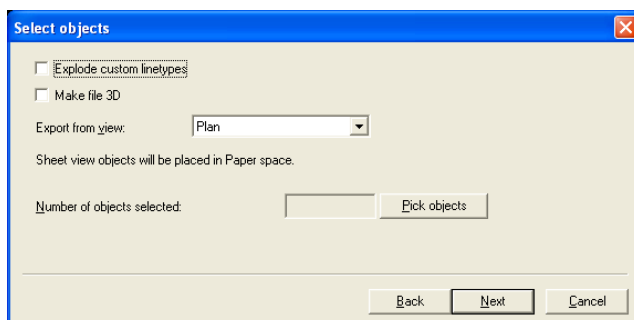 Select objects
Explode custom linetypes
Make file 3D
Export from view: Plan
Sheet view objects will be placed in Paper space.
Number of objects selected: Pick objects
Back Next Cancel